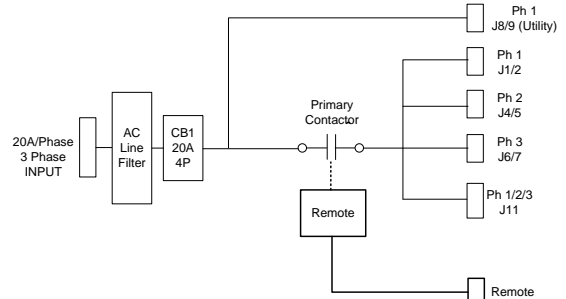 Ph 1
J8/9 (Utility)
Ph 1
J1/2
Ph 2
J4/5
Primary
Contactor
20A/Phase
3 Phase
INPUT
AC
Line
Filter
CB1
20A
4P
Ph 3
J6/7
Ph 1/2/3
J11
Remote
Remote